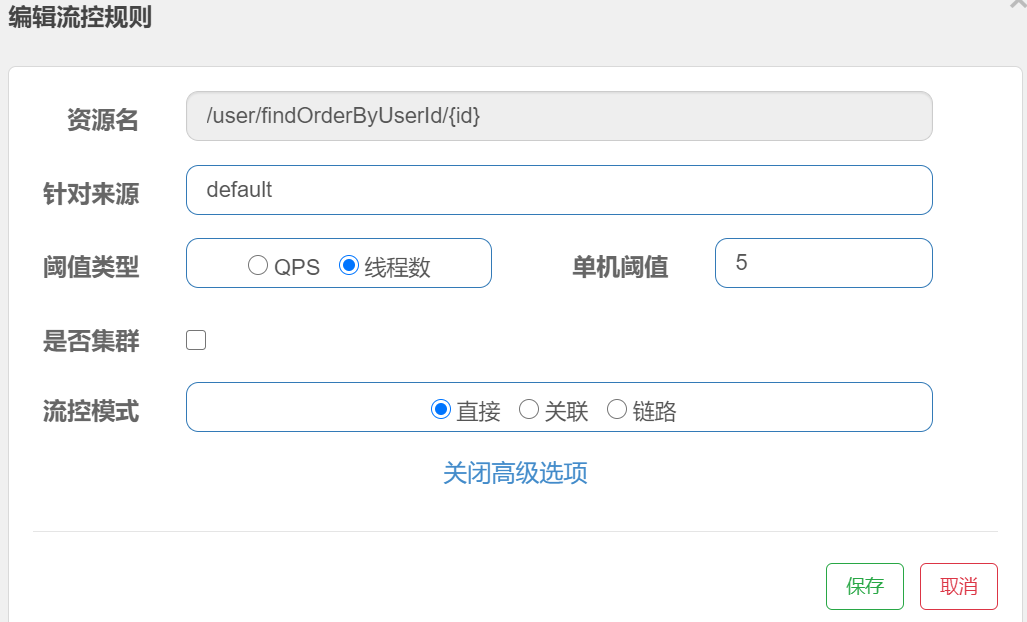 编辑流控规则
资源名 /user/findOrderByUserId/{id}
针对来源 default
阈值类型 QPS 线程数 单机阈值 5
是否集群
流控模式 直接 关联 链路
关闭高级选项
保存 取消